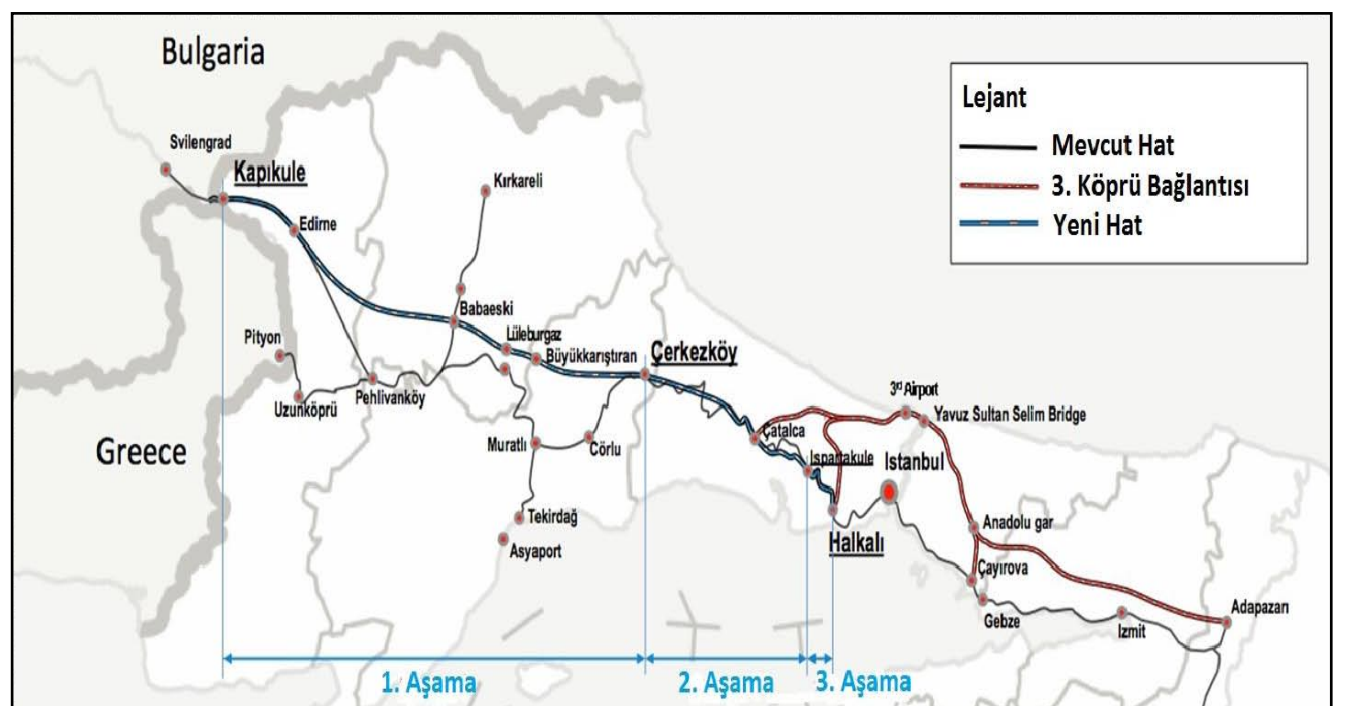 Bulgaria
Lejant
Mevcut Hat
3. Köprü Bağlantısı
Yeni Hat
Svilengrad
Kapıkule
Kırkareli
Edirne
Babaeski
Pityon
Lüleburgaz
Büyükkarıştıran
Çerkezköy
Uzunköprü
Pehlivanköy
3rd Airport
Yavuz Sultan Selim Bridge
Greece
Muratlı
Cörlu
Çatalca
Ispartakule
Istanbul
Tekirdağ
Asyaport
Halkalı
Anadolu gar
Çayırova
Gebze
Izmit
Adapazarı
1. Aşama
2. Aşama
3. Aşama